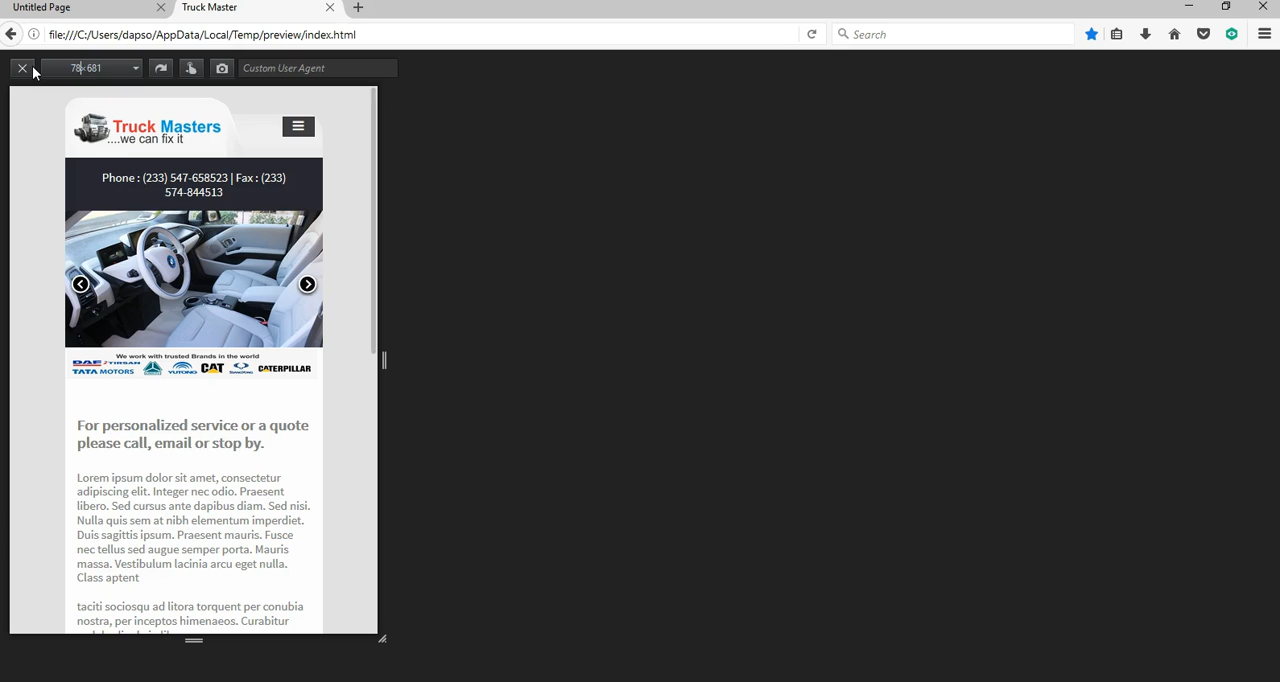 Untitled Page
Truck Master
file:///C:/Users/dapso/AppData/Local/Temp/preview/index.html
Search
78×681
Custom User Agent
Truck Masters
....we can fix it
Phone : (233) 547-658523 | Fax : (233)
574-844513
We work with trusted Brands in the world
DAF TIRSAN
TATA MOTORS YUTONG CAT CATERPILLAR
For personalized service or a quote
please call, email or stop by.
Lorem ipsum dolor sit amet, consectetur
adipiscing elit. Integer nec odio. Praesent
libero. Sed cursus ante dapibus diam. Sed nisi.
Nulla quis sem at nibh elementum imperdiet.
Duis sagittis ipsum. Praesent mauris. Fusce
nec tellus sed augue semper porta. Mauris
massa. Vestibulum lacinia arcu eget nulla.
Class aptent
taciti sociosqu ad litora torquent per conubia
nostra, per inceptos himenaeos. Curabitur